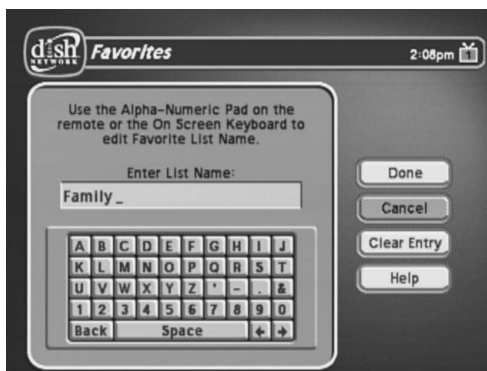 dish
NETWORK
Favorites
2:08pm
1
Use the Alpha-Numeric Pad on the
remote or the On Screen Keyboard to
edit Favorite List Name.
Enter List Name:
Family_
A B C D E F G H I J
K L M N O P Q R S T
U V W X Y Z ' - . &
1 2 3 4 5 6 7 8 9 0
Back Space ← →
Done
Cancel
Clear Entry
Help